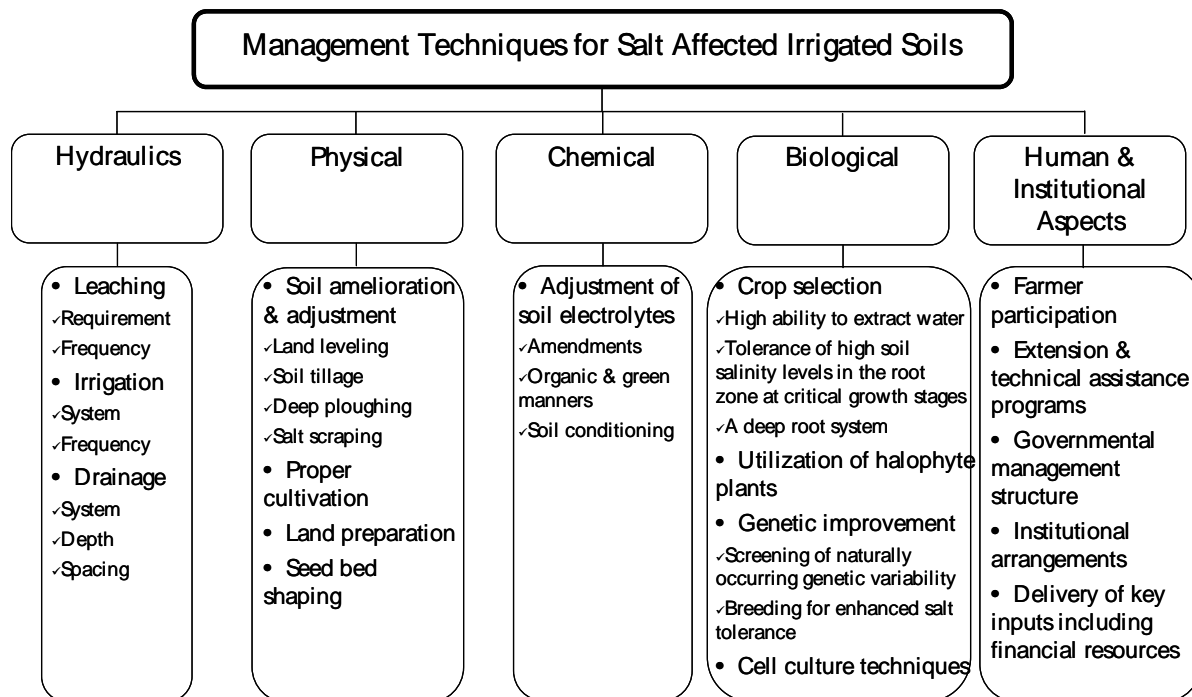 Management Techniques for Salt Affected Irrigated Soils
Hydraulics
Physical
Chemical
Biological
Human &
Institutional
Aspects
• Leaching
✓Requirement
✓Frequency
• Irrigation
✓System
✓Frequency
• Drainage
✓System
✓Depth
✓Spacing
• Soil amelioration
& adjustment
✓Land leveling
✓Soil tillage
✓Deep ploughing
✓Salt scraping
• Proper
cultivation
• Land preparation
• Seed bed
shaping
• Adjustment of
soil electrolytes
✓Amendments
✓Organic & green
manners
✓Soil conditioning
• Crop selection
✓High ability to extract water
✓Tolerance of high soil
salinity levels in the root
zone at critical growth stages
✓A deep root system
• Utilization of halophyte
plants
• Genetic improvement
✓Screening of naturally
occurring genetic variability
✓Breeding for enhanced salt
tolerance
• Cell culture techniques
• Farmer
participation
• Extension &
technical assistance
programs
• Governmental
management
structure
• Institutional
arrangements
• Delivery of key
inputs including
financial resources